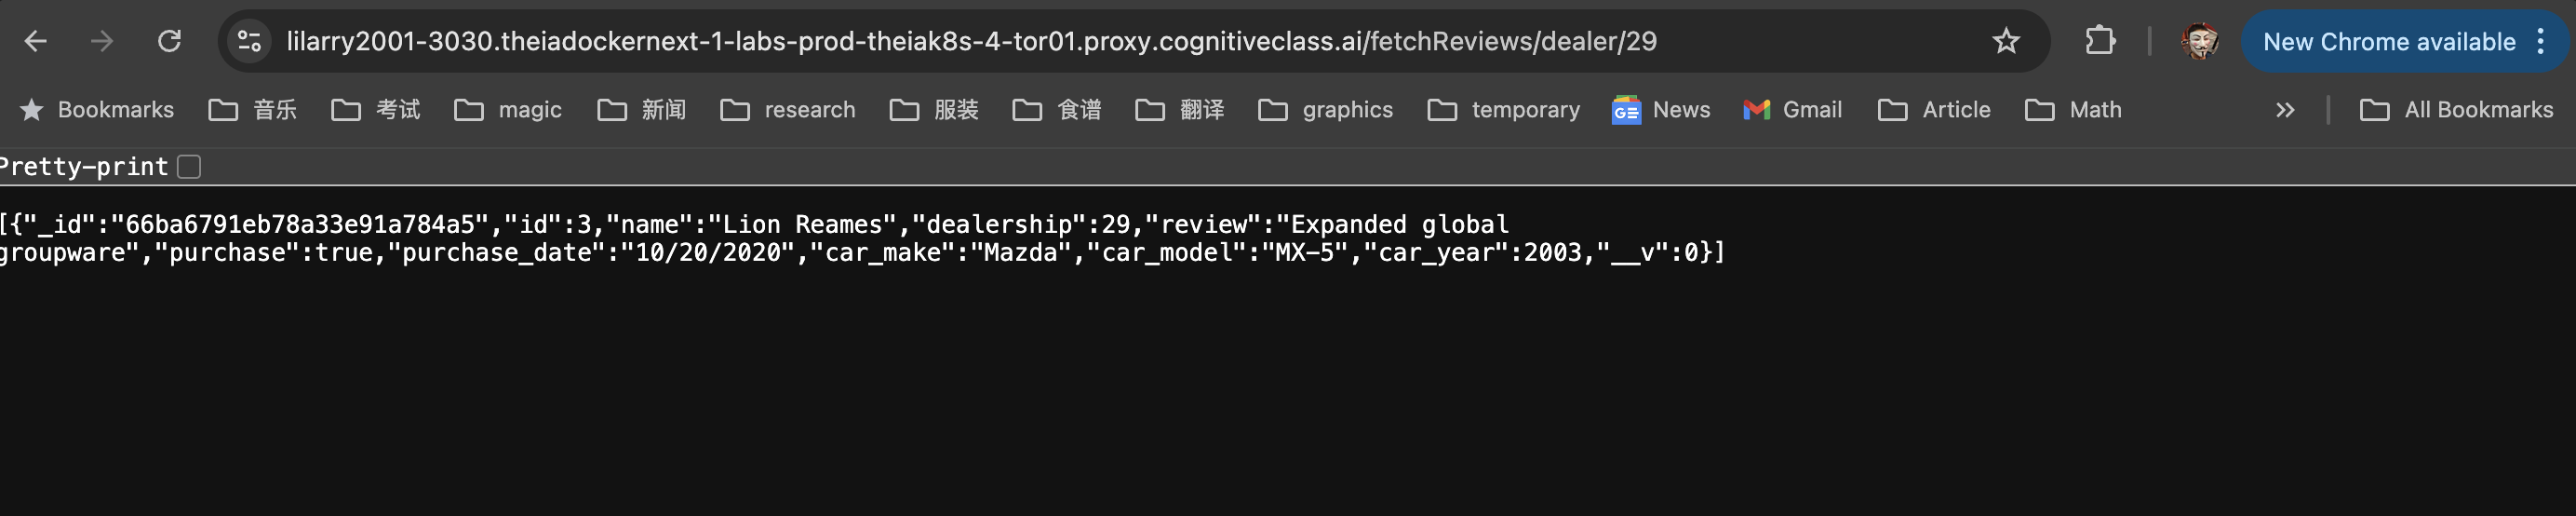 lilarry2001-3030.theiadockernext-1-labs-prod-theiak8s-4-tor01.proxy.cognitiveclass.ai/fetchReviews/dealer/29 New Chrome available
Bookmarks 音乐 考试 magic 新闻 research 服装 食谱 翻译 graphics temporary GE News Gmail Article Math All Bookmarks
Pretty-print
[{"_id":"66ba6791eb78a33e91a784a5","id":3,"name":"Lion Reames","dealership":29,"review":"Expanded global
groupware","purchase":true,"purchase_date":"10/20/2020","car_make":"Mazda","car_model":"MX-5","car_year":2003,"__v":0}]